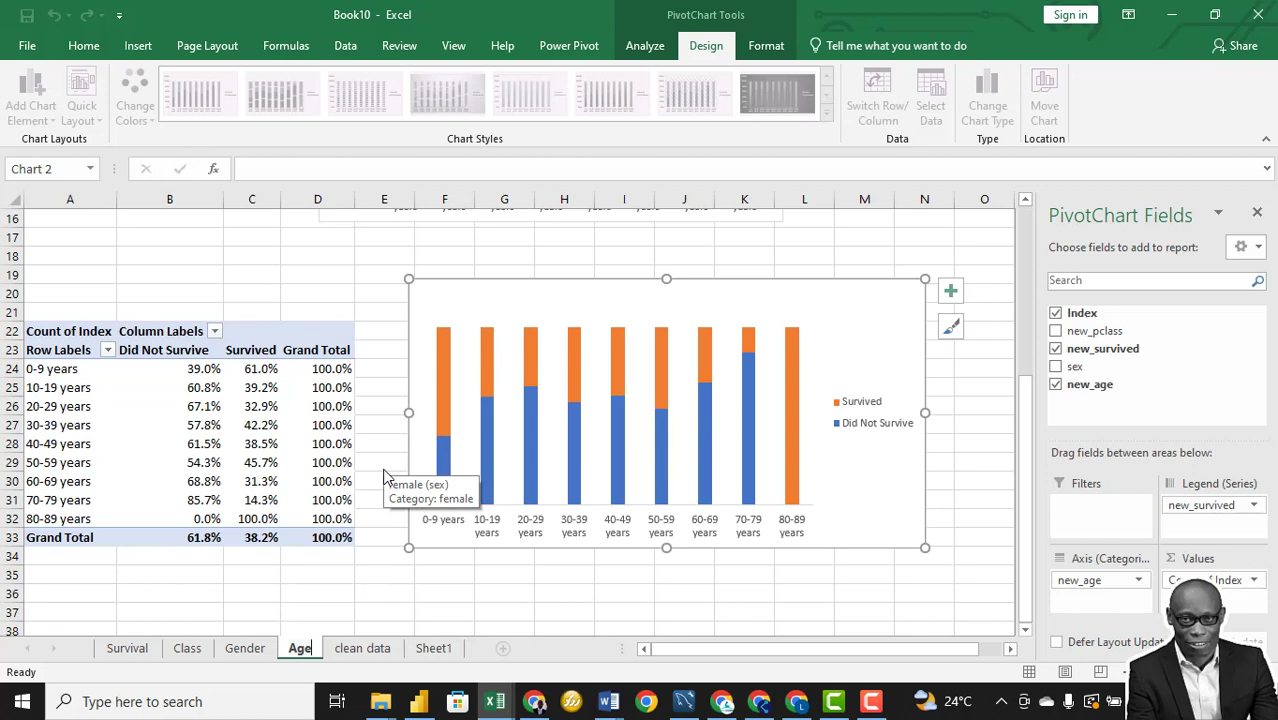 Book10 - Excel
PivotChart Tools
Sign in
File
Home
Insert
Page Layout
Formulas
Data
Review
View
Help
Power Pivot
Analyze
Design
Format
Tell me what you want to do
Share
Add Chart
Element
Quick
Layout
Change
Colors
Switch Row/
Column
Select
Data
Change
Chart Type
Move
Chart
Chart Layouts
Chart Styles
Data
Type
Location
Chart 2
fx
A B C D E F G H I J K L M N O
16
17
18
19
20
21
22 Count of Index Column Labels
23 Row Labels Did Not Survive Survived Grand Total
24 0-9 years 39.0% 61.0% 100.0%
25 10-19 years 60.8% 39.2% 100.0%
26 20-29 years 67.1% 32.9% 100.0%
27 30-39 years 57.8% 42.2% 100.0%
28 40-49 years 61.5% 38.5% 100.0%
29 50-59 years 54.3% 45.7% 100.0%
30 60-69 years 68.8% 31.3% 100.0%
31 70-79 years 85.7% 14.3% 100.0%
32 80-89 years 0.0% 100.0% 100.0%
33 Grand Total 61.8% 38.2% 100.0%
34
35
36
37
38
Survived
Did Not Survive
female (sex)
Category: female
0-9 years
10-19
years
20-29
years
30-39
years
40-49
years
50-59
years
60-69
years
70-79
years
80-89
years
PivotChart Fields
Choose fields to add to report:
Search
Index
new_pclass
new_survived
sex
new_age
Drag fields between areas below:
Filters
Legend (Series)
new_survived
Axis (Categori...
Values
new_age
of Index
Defer Layout Updat
Survival
Class
Gender
Age
clean data
Sheet1
Ready
Type here to search
24°C